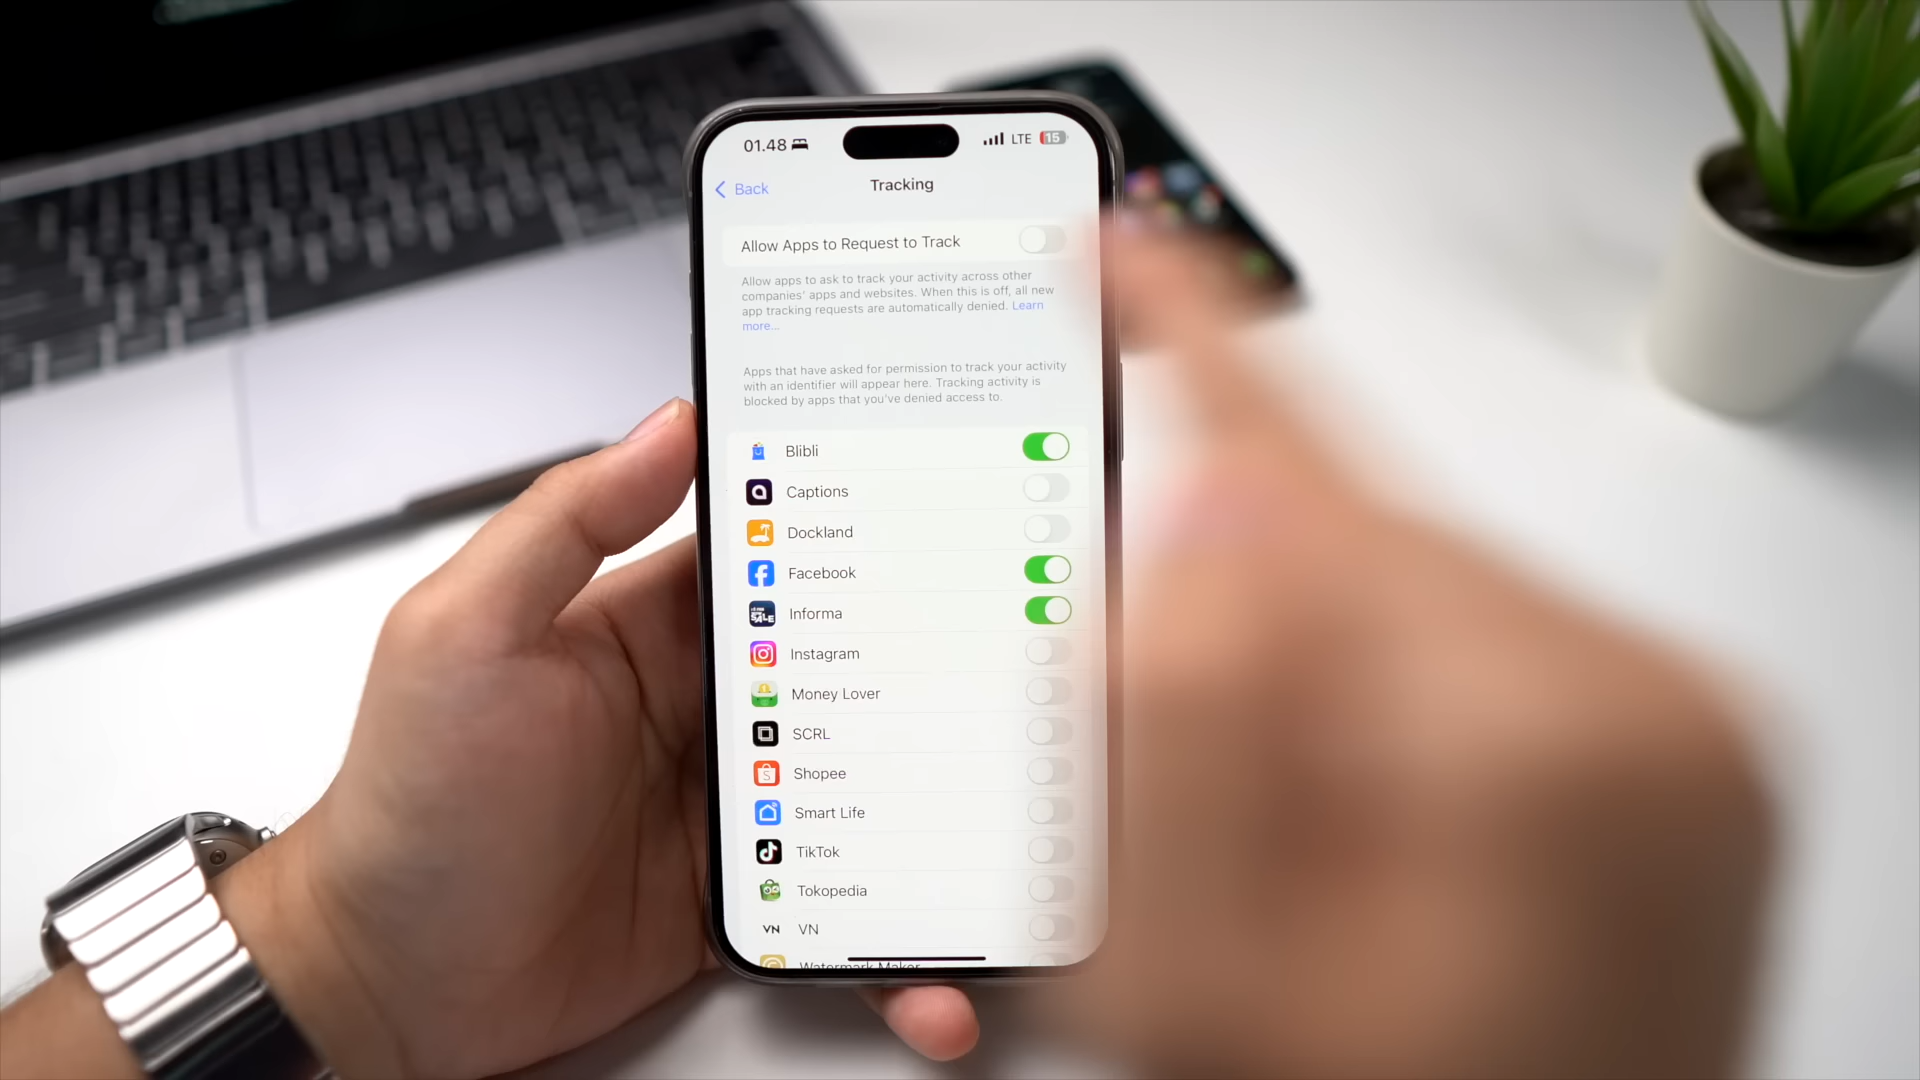 01.48
LTE 15
Back
Tracking
Allow Apps to Request to Track
Allow apps to ask to track your activity across other
companies' apps and websites. When this is off, all new
app tracking requests are automatically denied. Learn
more...
Apps that have asked for permission to track your activity
with an identifier will appear here. Tracking activity is
blocked by apps that you've denied access to.
Blibli
Captions
Dockland
Facebook
SALE
Informa
Instagram
Money Lover
SCRL
Shopee
Smart Life
TikTok
Tokopedia
VN
VN
Watermark Maker